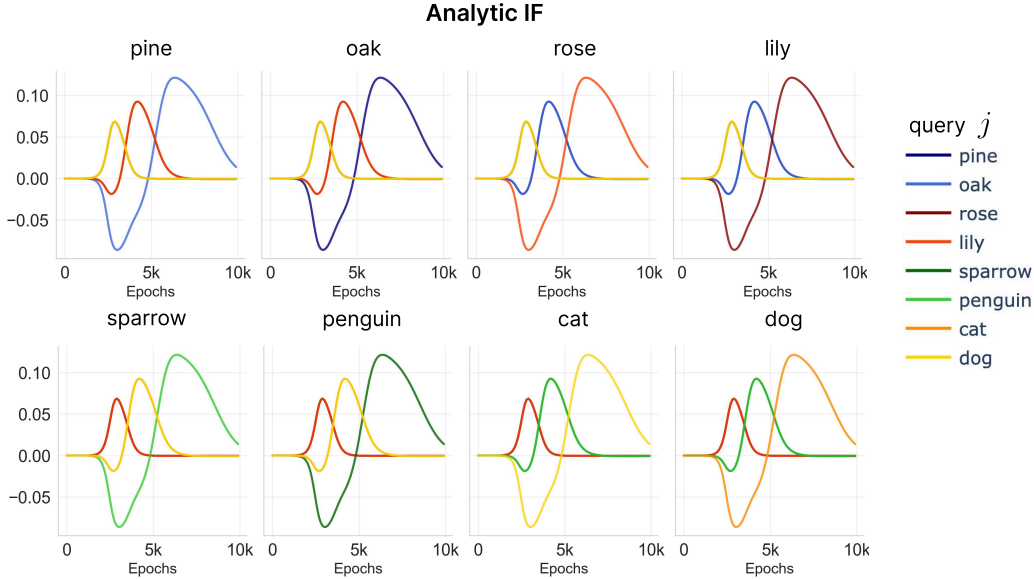 Analytic IF
pine oak rose lily
0.10
0.05
0.00
−0.05
0 5k 10k 0 5k 10k 0 5k 10k 0 5k 10k
Epochs Epochs Epochs Epochs
sparrow penguin cat dog
0.10
0.05
0.00
−0.05
0 5k 10k 0 5k 10k 0 5k 10k 0 5k 10k
Epochs Epochs Epochs Epochs
query j
pine
oak
rose
lily
sparrow
penguin
cat
dog